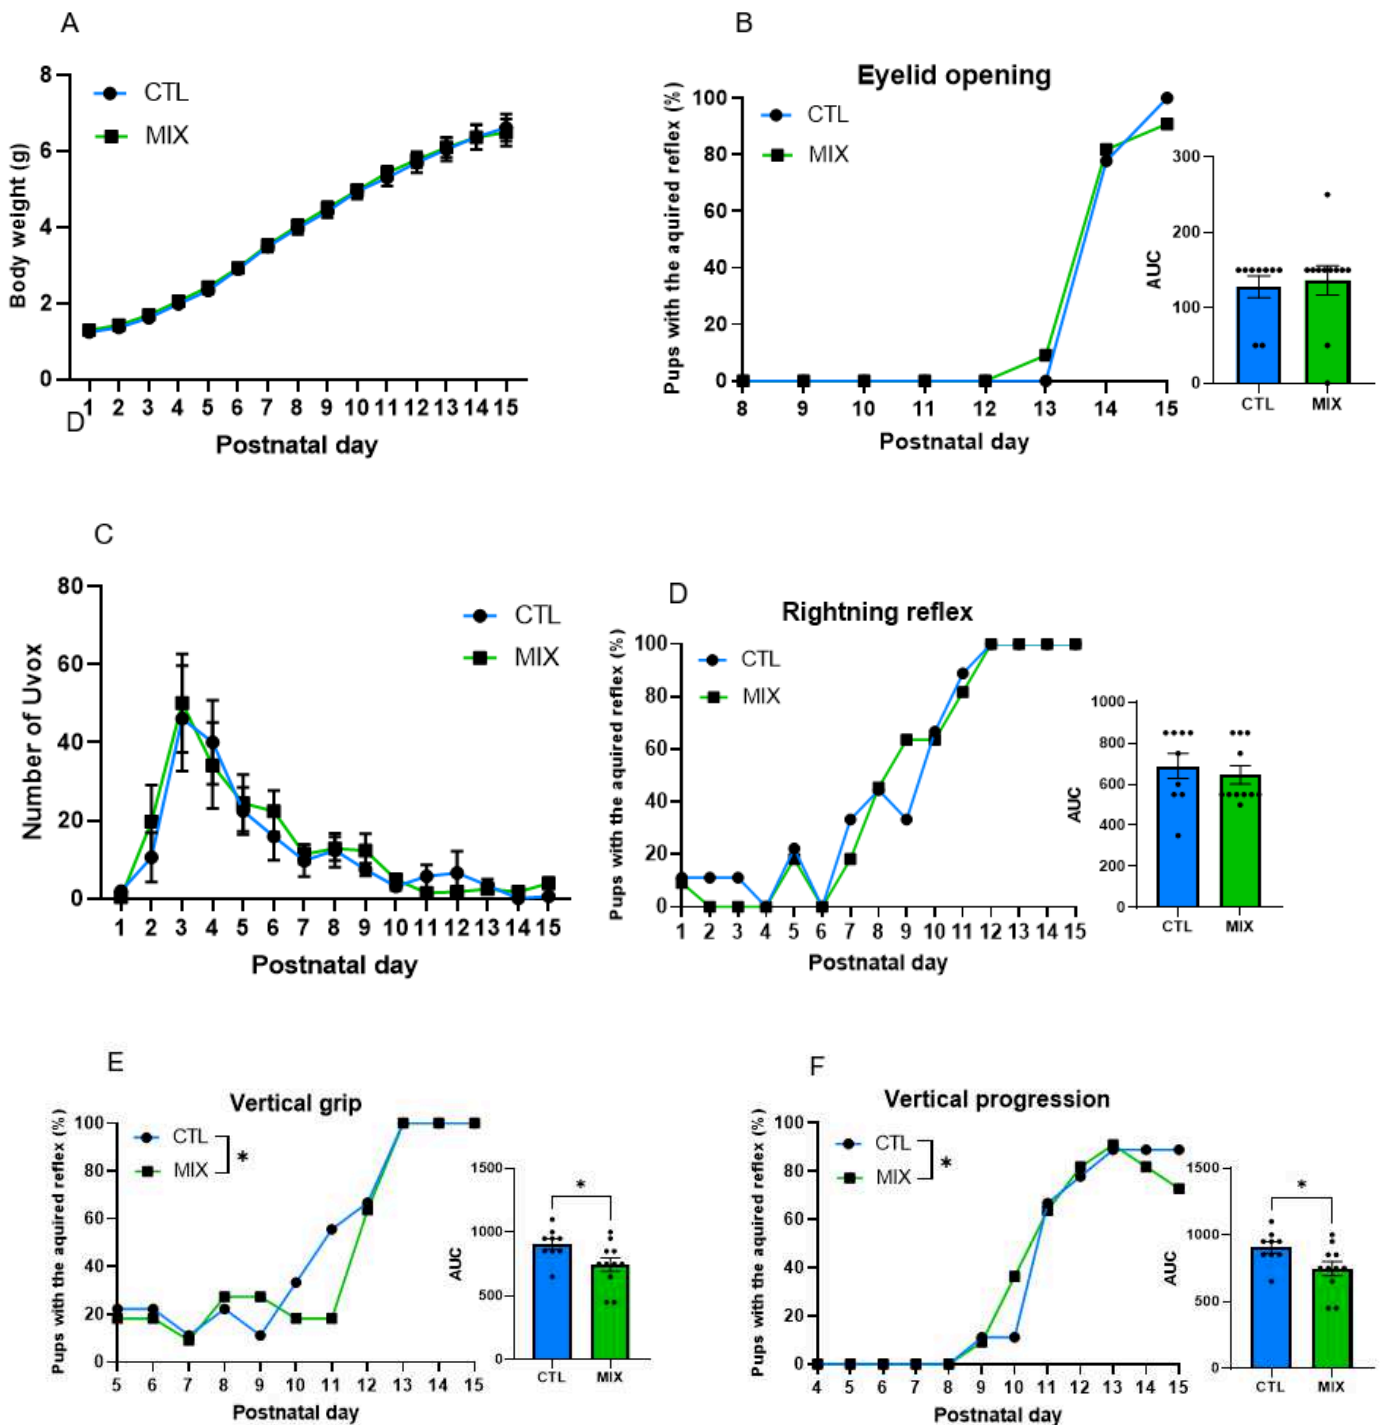 A
8
6
4
2
0
Body weight (g)
CTL
MIX
1 2 3 4 5 6 7 8 9 10 11 12 13 14 15
D
Postnatal day
B
Eyelid opening
100
80
60
40
20
0
Pups with the aquired reflex (%)
CTL
MIX
8 9 10 11 12 13 14 15
Postnatal day
300
200
100
0
AUC
CTL MIX
C
80
60
40
20
0
Number of Uvox
CTL
MIX
1 2 3 4 5 6 7 8 9 10 11 12 13 14 15
Postnatal day
D
Rightning reflex
100
80
60
40
20
0
Pups with the aquired reflex (%)
CTL
MIX
1 2 3 4 5 6 7 8 9 10 11 12 13 14 15
Postnatal day
1000
800
600
400
200
0
AUC
CTL MIX
E
Vertical grip
100
80
60
40
20
0
Pups with the aquired reflex (%)
CTL
MIX
*
5 6 7 8 9 10 11 12 13 14 15
Postnatal day
1500
1000
500
0
AUC
*
CTL MIX
F
Vertical progression
100
80
60
40
20
0
Pups with the aquired reflex (%)
CTL
MIX
*
4 5 6 7 8 9 10 11 12 13 14 15
Postnatal day
1500
1000
500
0
AUC
*
CTL MIX